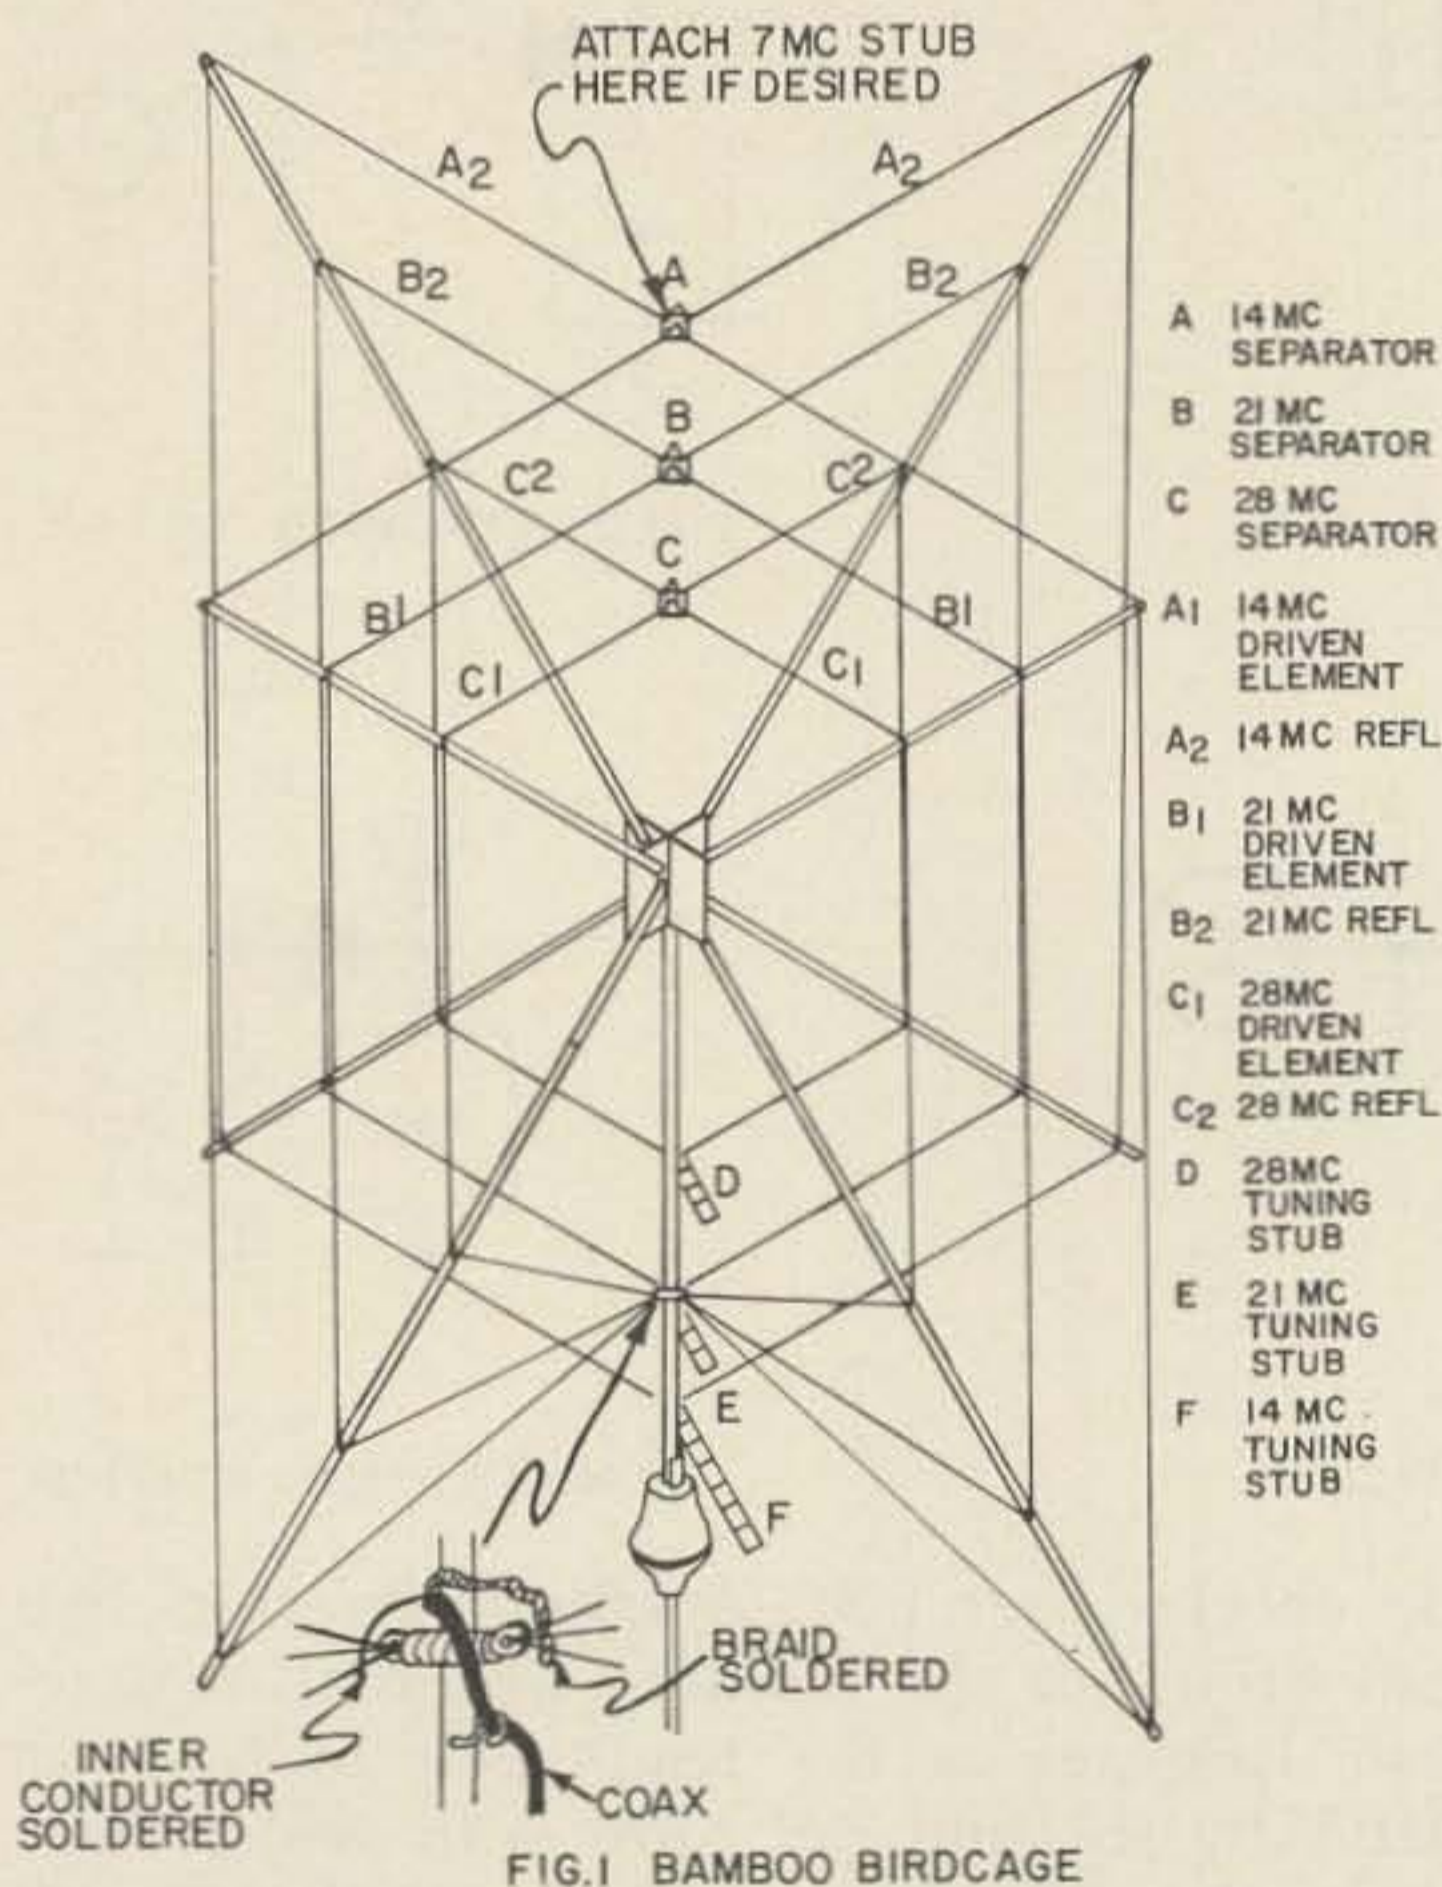 ATTACH 7MC STUB
HERE IF DESIRED
A2
A2
B2
A
B2
B
C2
C2
C
B1
B1
C1
C1
D
E
F
A 14 MC
SEPARATOR
B 21 MC
SEPARATOR
C 28 MC
SEPARATOR
A1 14 MC
DRIVEN
ELEMENT
A2 14 MC REFL
B1 21 MC
DRIVEN
ELEMENT
B2 21 MC REFL
C1 28MC
DRIVEN
ELEMENT
C2 28 MC REFL
D 28MC
TUNING
STUB
E 21 MC
TUNING
STUB
F 14 MC
TUNING
STUB
BRAID
SOLDERED
INNER
CONDUCTOR
SOLDERED
COAX
FIG.1 BAMBOO BIRDCAGE